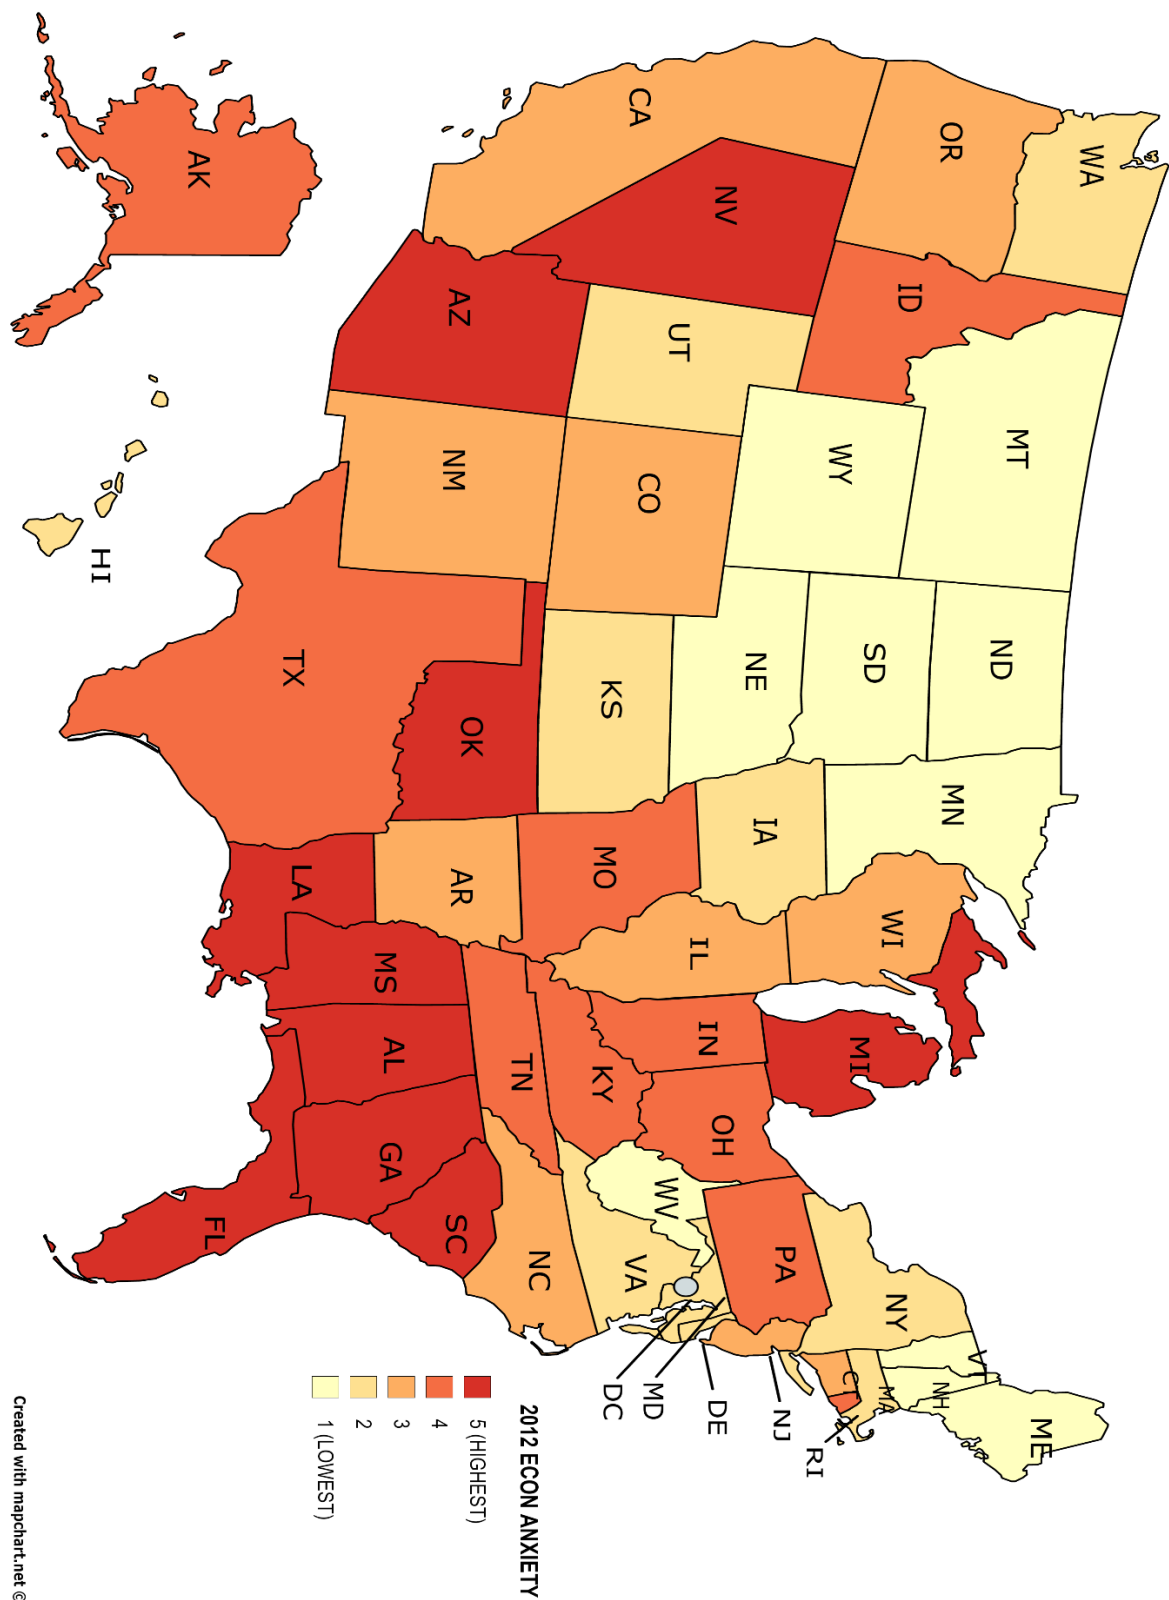 WA
OR
CA
NV
ID
MT
WY
UT
AZ
NM
CO
ND
SD
NE
KS
OK
TX
MN
IA
MO
AR
LA
WI
IL
MI
IN
OH
KY
TN
MS
AL
GA
FL
SC
NC
VA
WV
PA
NY
VT
NH
ME
MA
CT
RI
NJ
DE
MD
DC
AK
HI
2012 ECON ANXIETY
5 (HIGHEST)
4
3
2
1 (LOWEST)
Created with mapchart.net ©